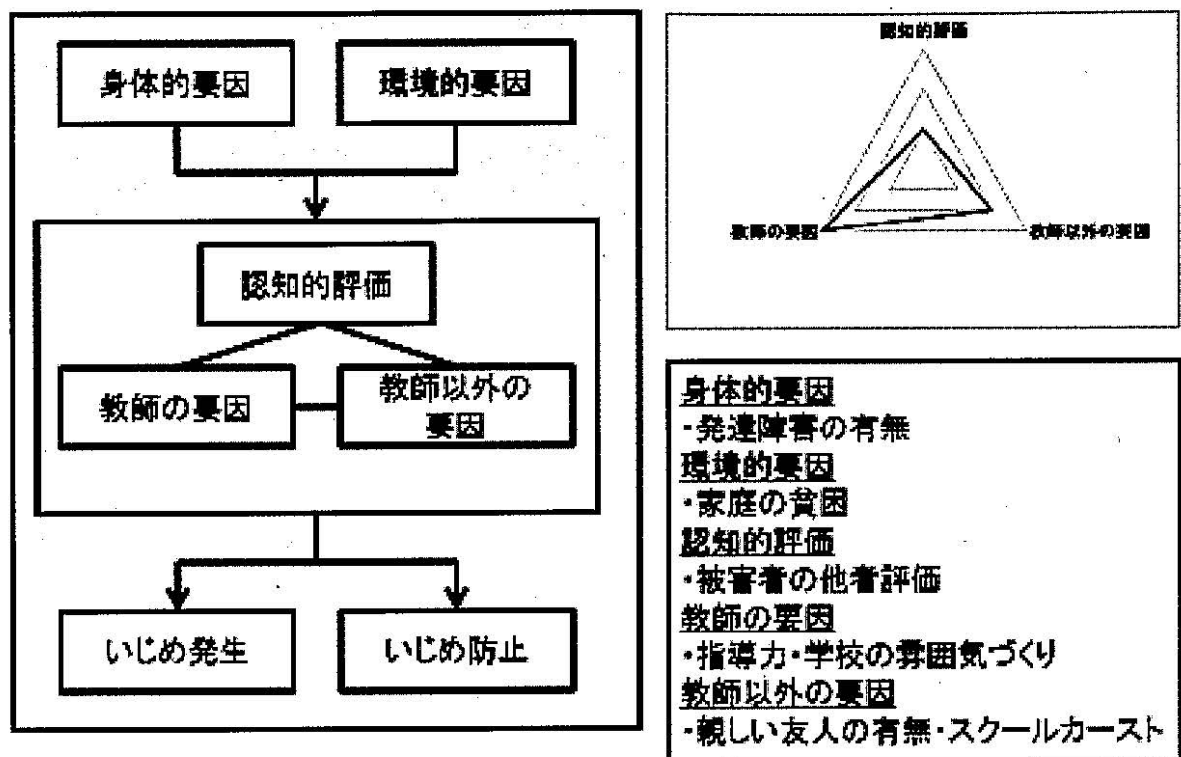 身体的要因
環境的要因
認知的評価
教師の要因
教師以外の
要因
いじめ発生
いじめ防止
認知的評価
教師の要因
教師以外の要因
身体的要因
・発達障害の有無
環境的要因
・家庭の貧困
認知的評価
・被害者の他者評価
教師の要因
・指導力・学校の雰囲気づくり
教師以外の要因
・親しい友人の有無・スクールカースト